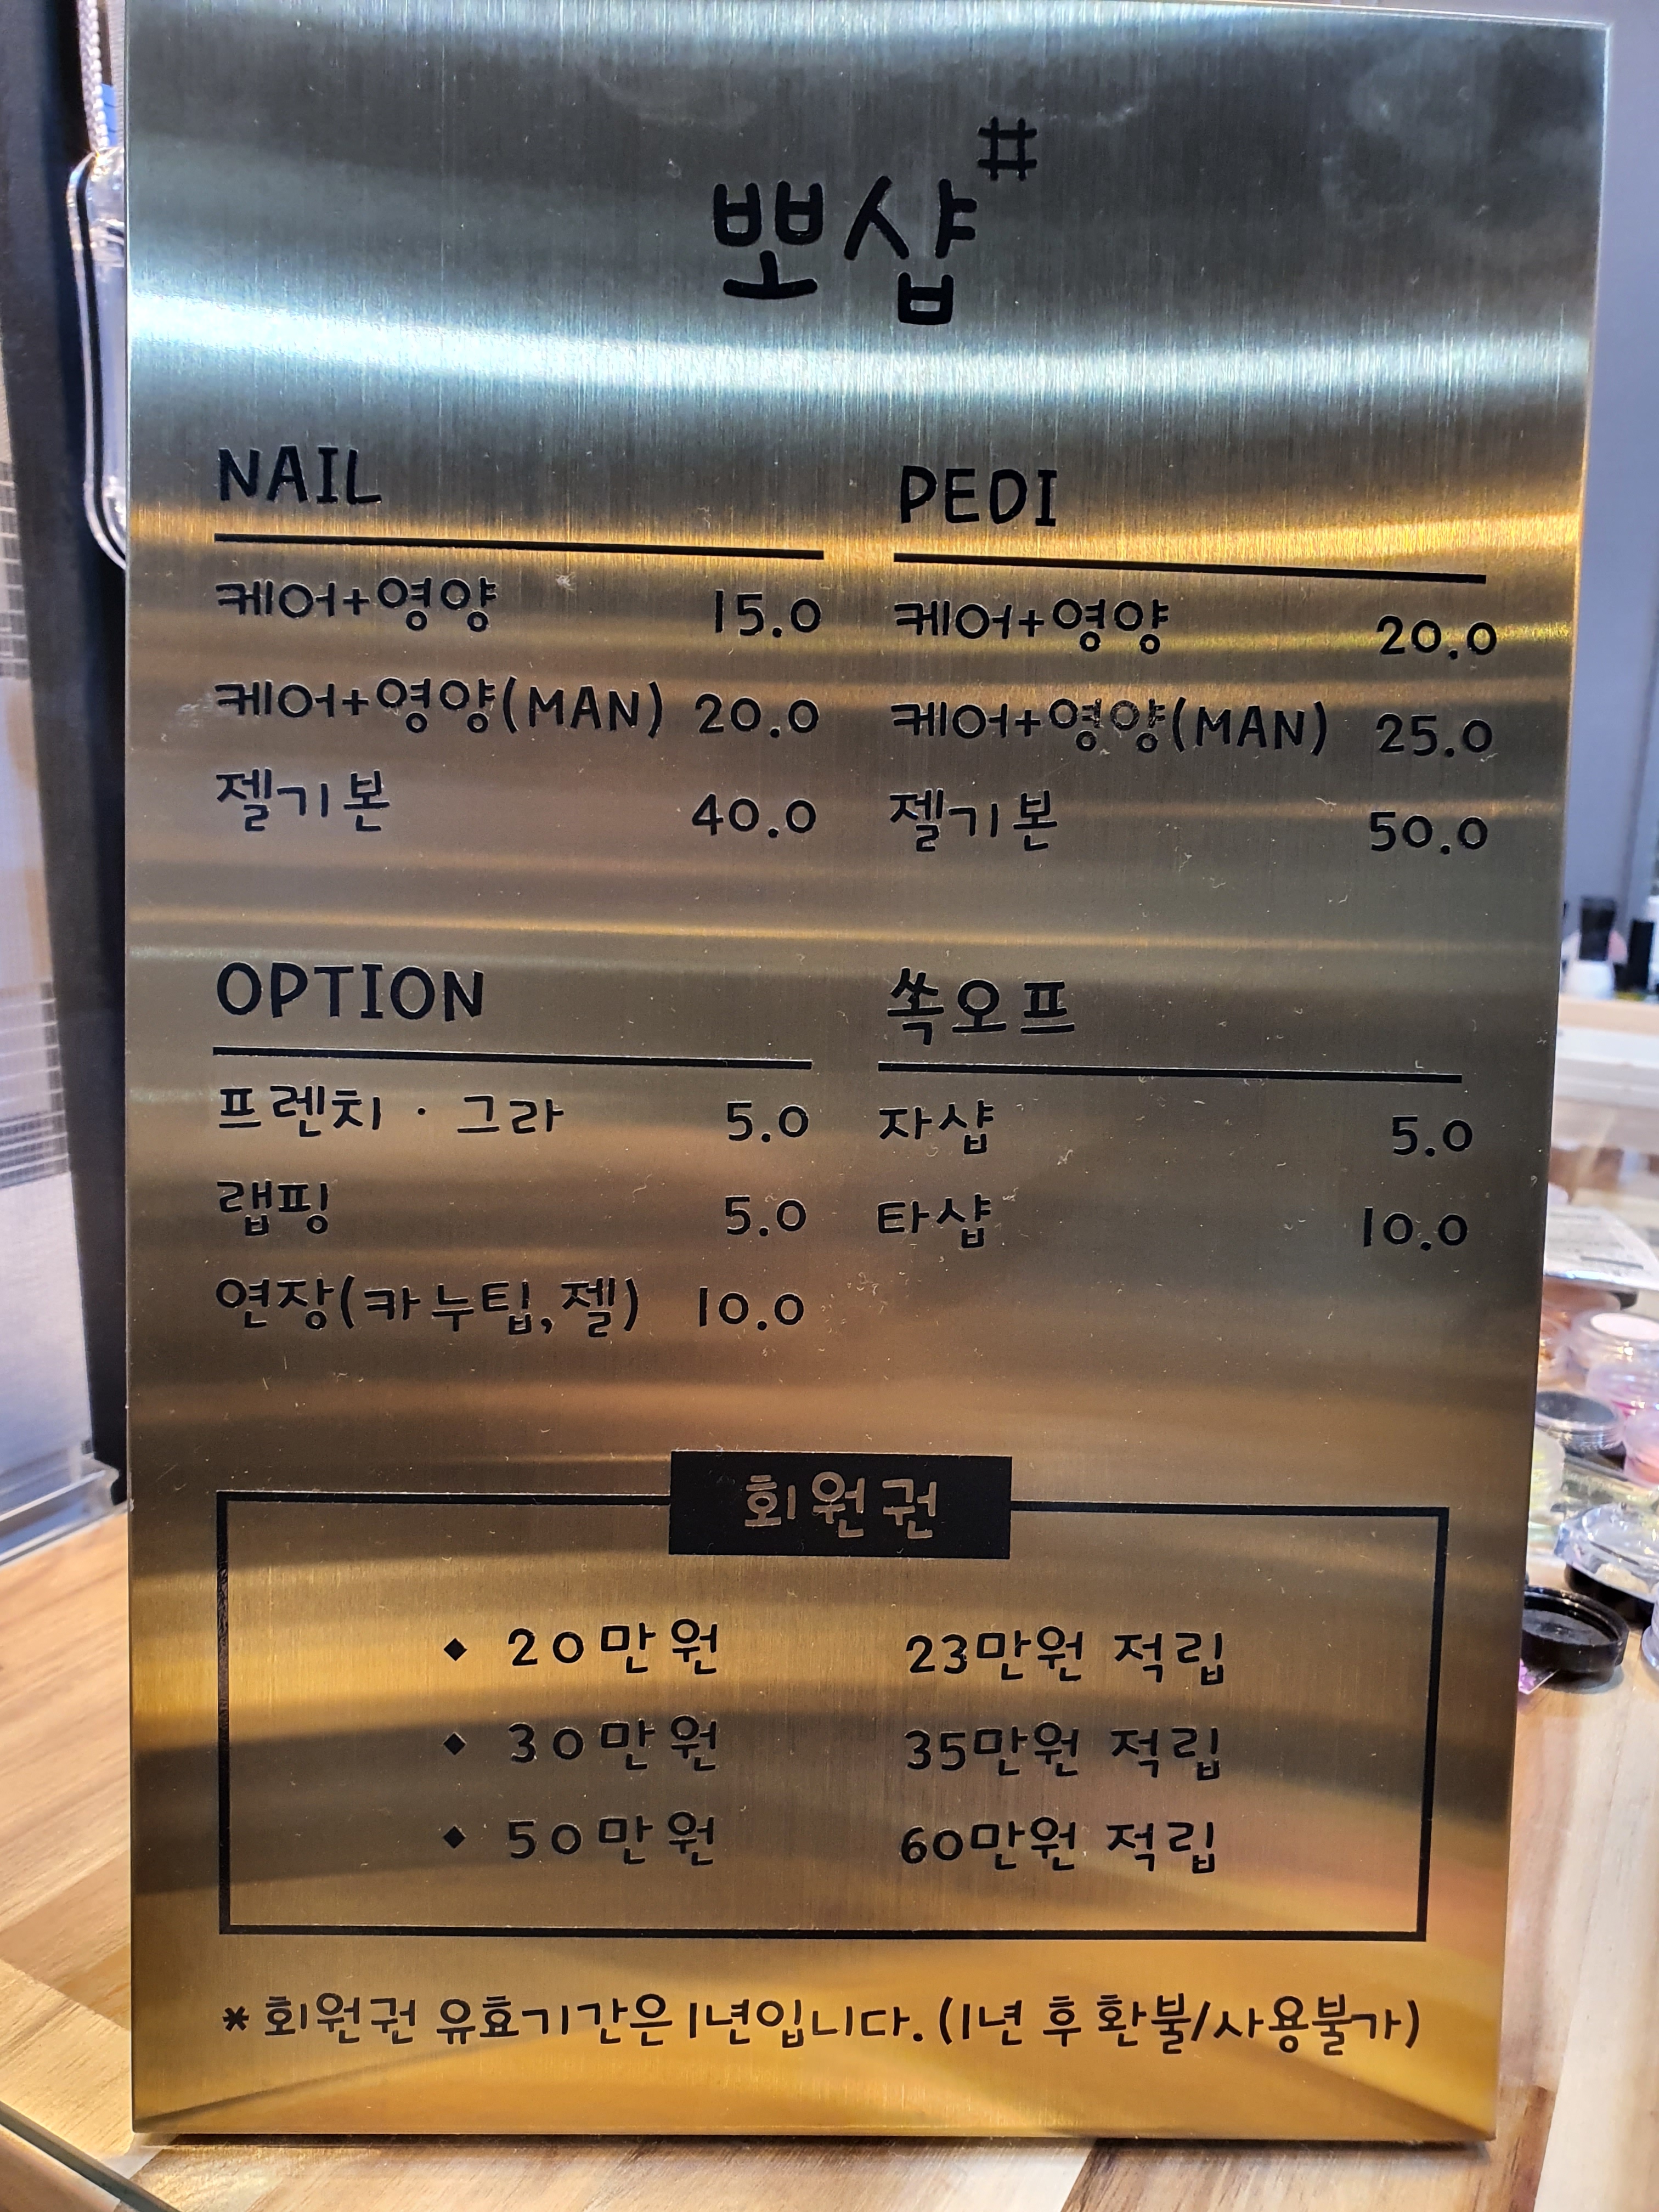 뽀샵#
NAIL
케어+영양 15.0
케어+영양(MAN) 20.0
젤기본 40.0
PEDI
케어+영양 20.0
케어+영양(MAN) 25.0
젤기본 50.0
OPTION
프렌치 · 그라 5.0
랩핑 5.0
연장(카누팁,젤) 10.0
쏙오프
자샵 5.0
타샵 10.0
회원권
◆ 20만원 23만원 적립
◆ 30만원 35만원 적립
◆ 50만원 60만원 적립
* 회원권 유효기간은 1년입니다. (1년 후 환불/사용불가)